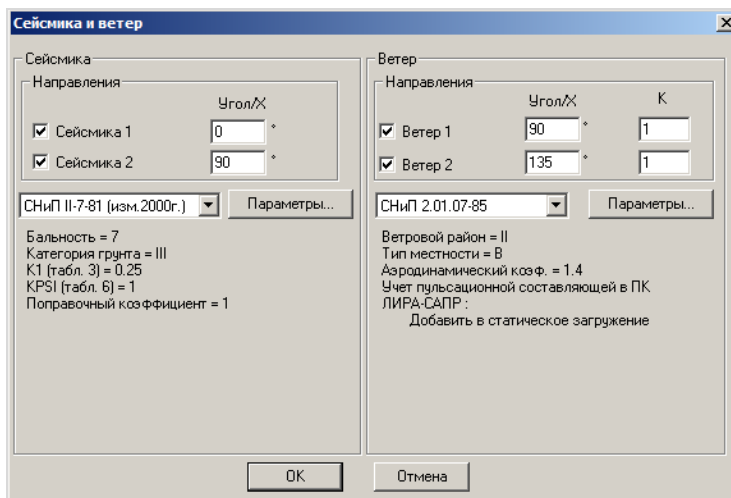 Сейсмика и ветер
Сейсмика
Направления
Угол/X
Сейсмика 1 0 °
Сейсмика 2 90 °
СНиП II-7-81 (изм.2000г.) Параметры...
Бальность = 7
Категория грунта = III
K1 (табл. 3) = 0.25
KPSI (табл. 6) = 1
Поправочный коэффициент = 1
Ветер
Направления
Угол/X K
Ветер 1 90 ° 1
Ветер 2 135 ° 1
СНиП 2.01.07-85 Параметры...
Ветровой район = II
Тип местности = B
Аэродинамический коэф. = 1.4
Учет пульсационной составляющей в ПК
ЛИРА-САПР :
Добавить в статическое загружение
OK Отмена